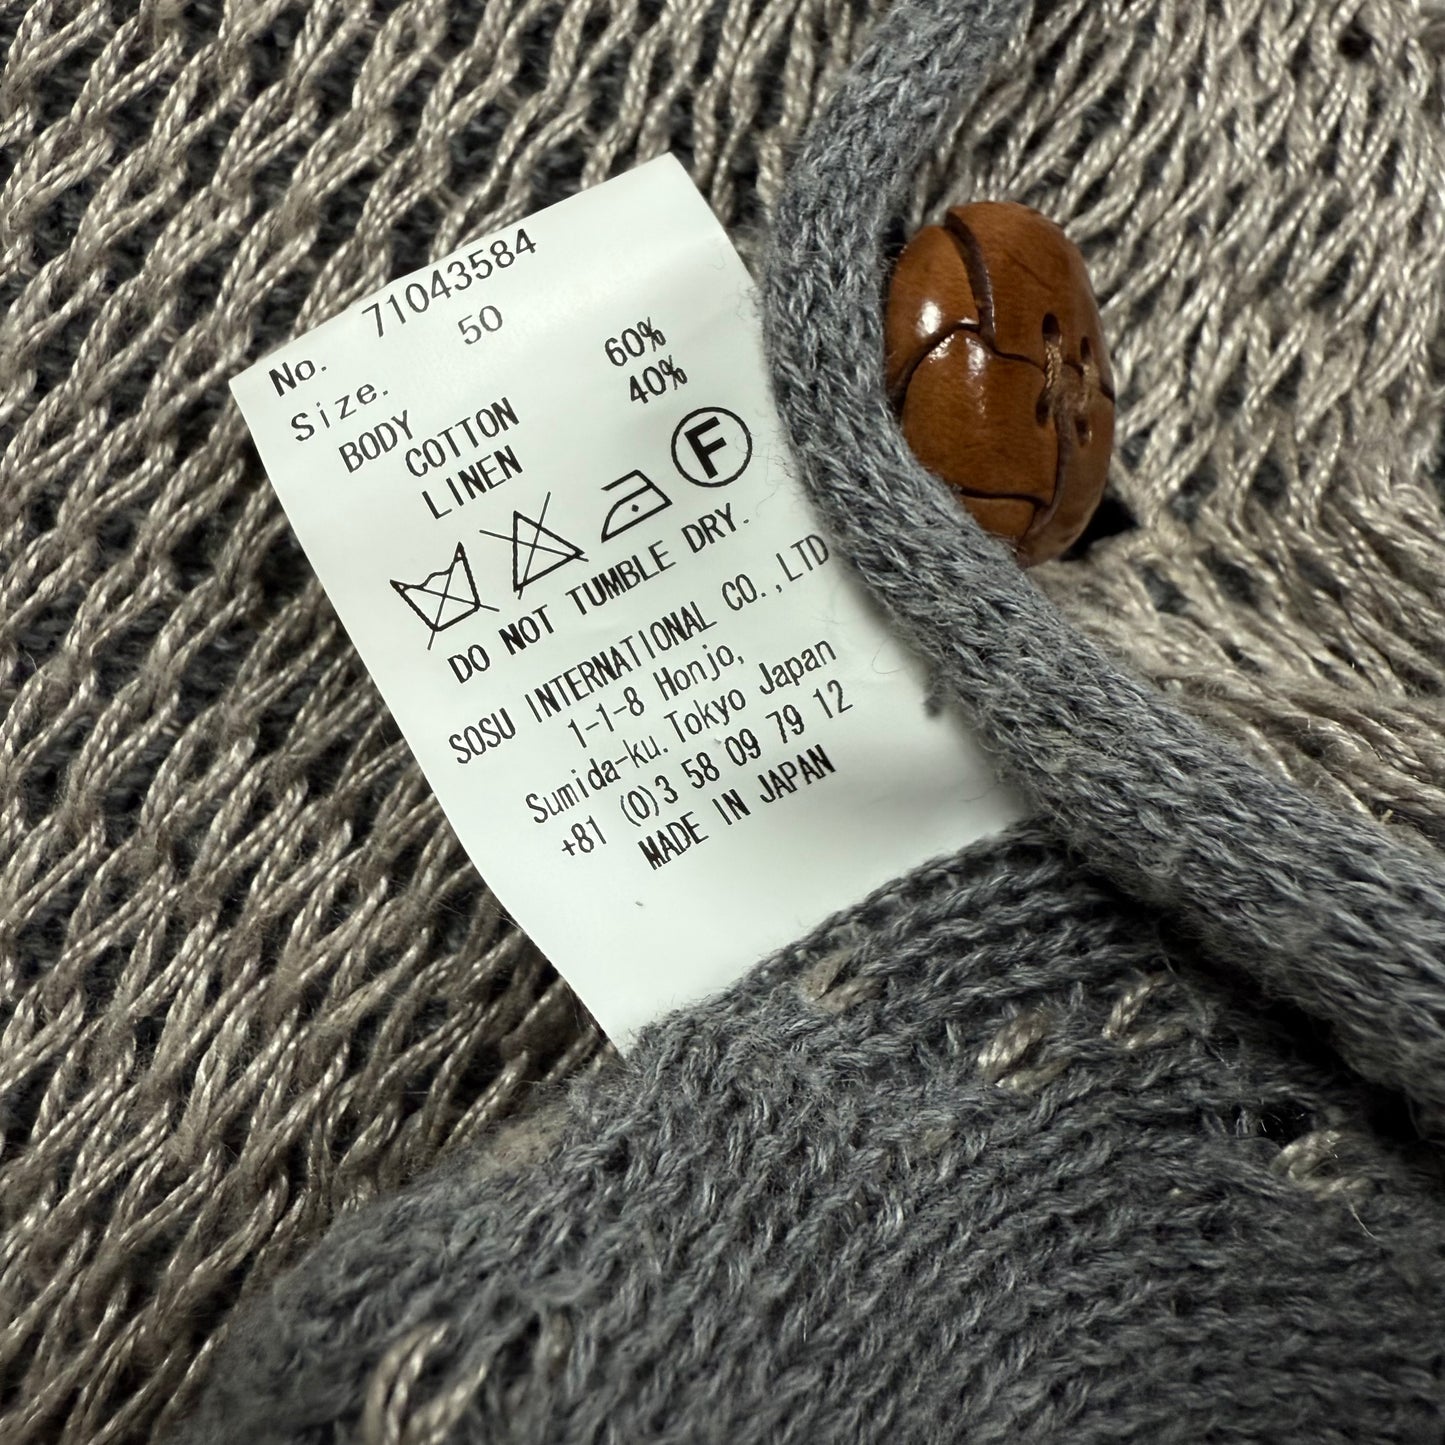 No. 71043584
Size. 50
BODY
COTTON 60%
LINEN 40%
F
DO NOT TUMBLE DRY.
SOSU INTERNATIONAL CO.,LTD
1-1-8 Honjo,
Sumida-ku. Tokyo Japan
+81 (0)3 58 09 79 12
MADE IN JAPAN